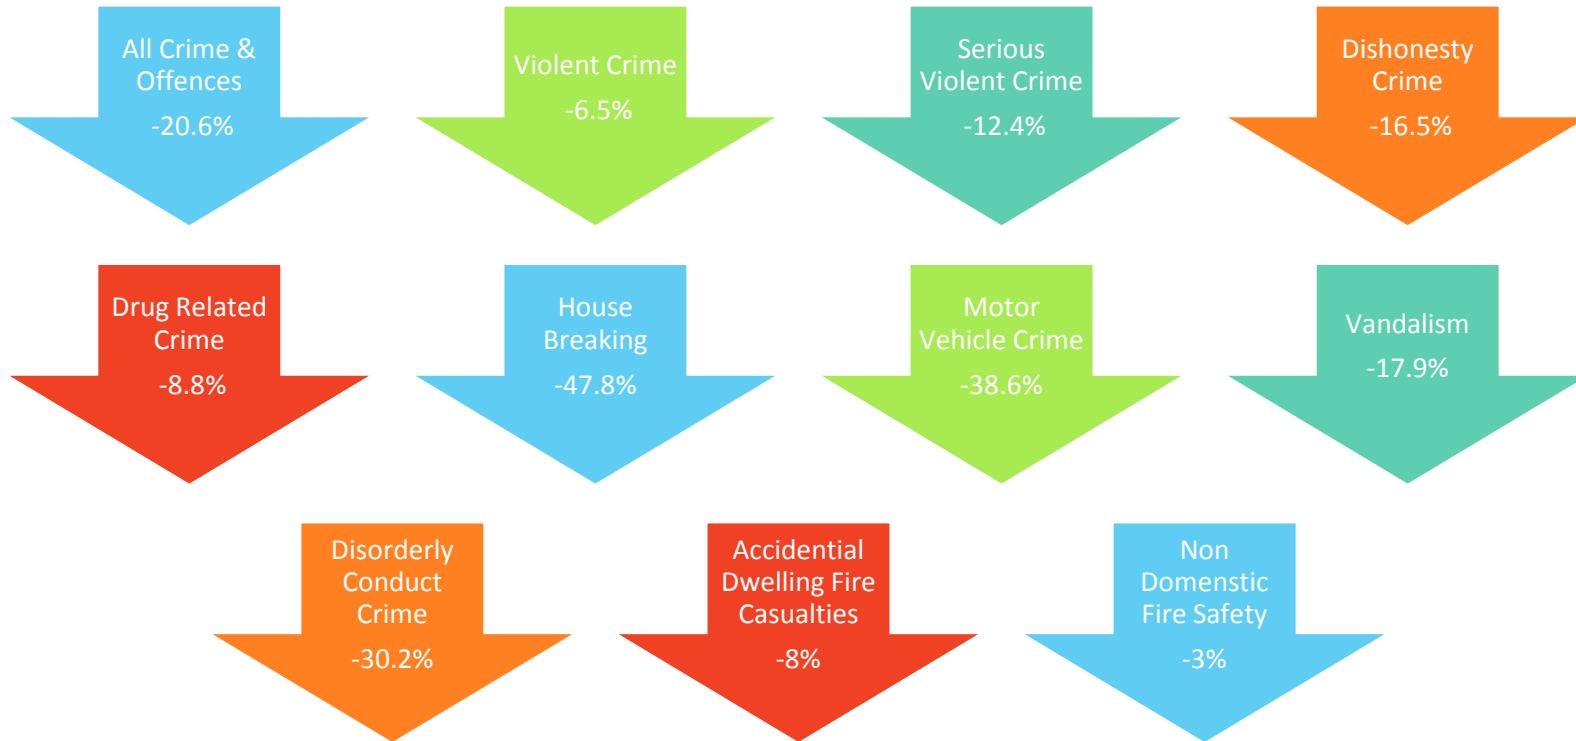 All Crime &
Offences
-20.6%
Violent Crime
-6.5%
Serious
Violent Crime
-12.4%
Dishonesty
Crime
-16.5%
Drug Related
Crime
-8.8%
House
Breaking
-47.8%
Motor
Vehicle Crime
-38.6%
Vandalism
-17.9%
Disorderly
Conduct
Crime
-30.2%
Accidential
Dwelling Fire
Casualties
-8%
Non
Domenstic
Fire Safety
-3%